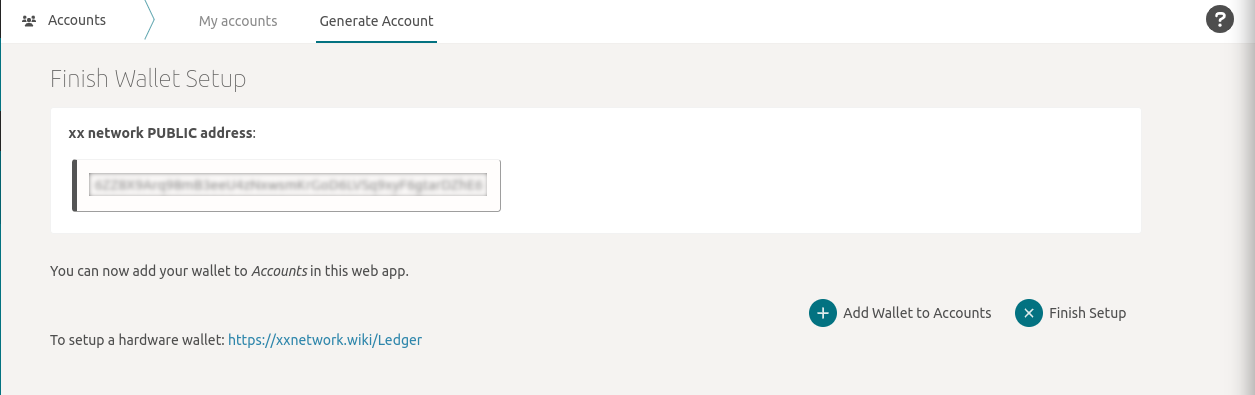 Accounts
My accounts
Generate Account
?
Finish Wallet Setup
xx network PUBLIC address:
You can now add your wallet to Accounts in this web app.
Add Wallet to Accounts
Finish Setup
To setup a hardware wallet: https://xxnetwork.wiki/Ledger